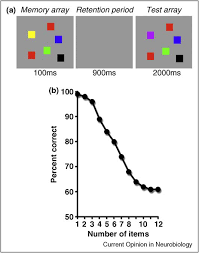 (a) Memory array Retention period Test array
100ms 900ms 2000ms
(b)
100
90
80
70
60
50
Percent correct
1 2 3 4 5 6 7 8 9 10 12
Number of items
Current Opinion in Neurobiology